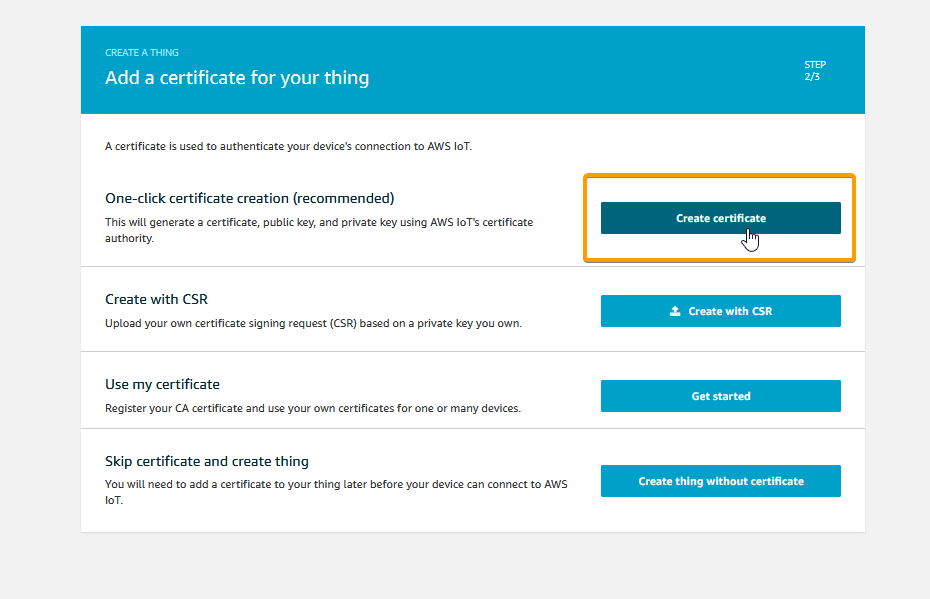 CREATE A THING
Add a certificate for your thing
STEP
2/3
A certificate is used to authenticate your device's connection to AWS IoT.
One-click certificate creation (recommended)
This will generate a certificate, public key, and private key using AWS IoT's certificate
authority.
Create certificate
Create with CSR
Upload your own certificate signing request (CSR) based on a private key you own.
Create with CSR
Use my certificate
Register your CA certificate and use your own certificates for one or many devices.
Get started
Skip certificate and create thing
You will need to add a certificate to your thing later before your device can connect to AWS
IoT.
Create thing without certificate